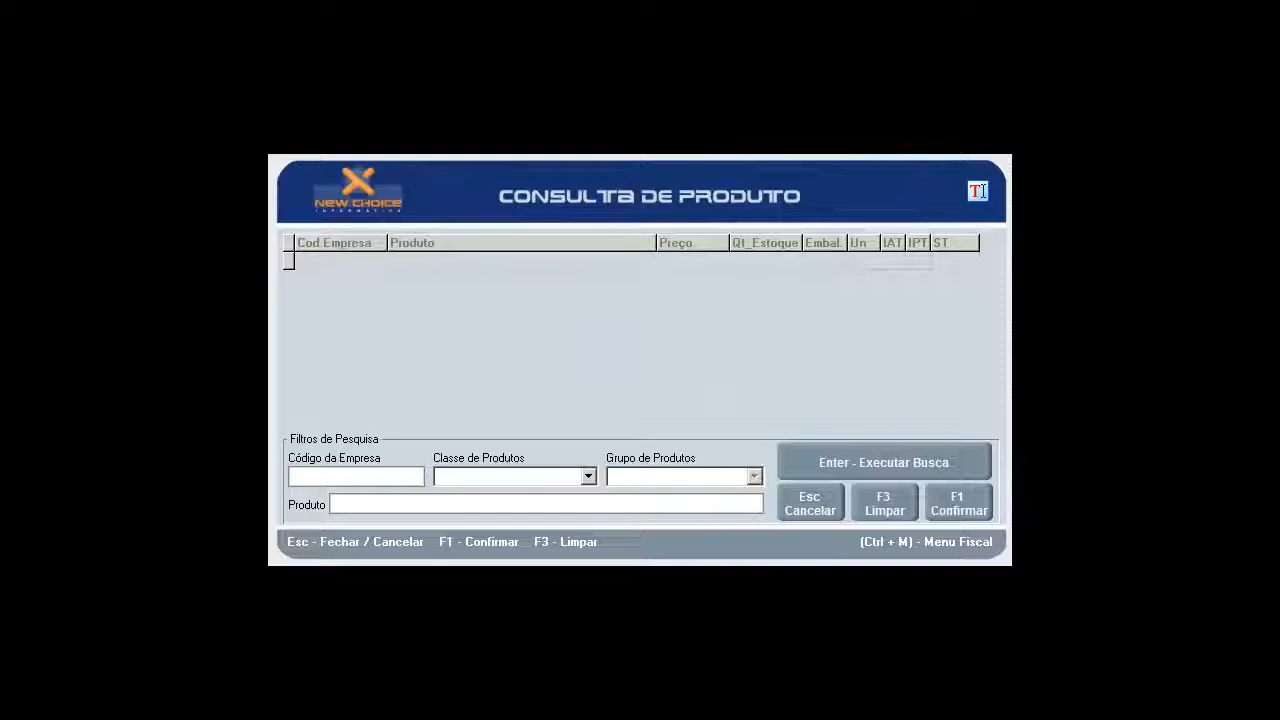 NEW CHOICE
INFORMÁTICA
CONSULTA DE PRODUTO
T
Cod Empresa Produto Preço Qt_Estoque Embal. Un IAT IPT ST
Filtros de Pesquisa
Código da Empresa Classe de Produtos Grupo de Produtos
Enter - Executar Busca
Produto
Esc
Cancelar
F3
Limpar
F1
Confirmar
Esc - Fechar / Cancelar F1 - Confirmar F3 - Limpar (Ctrl + M) - Menu Fiscal